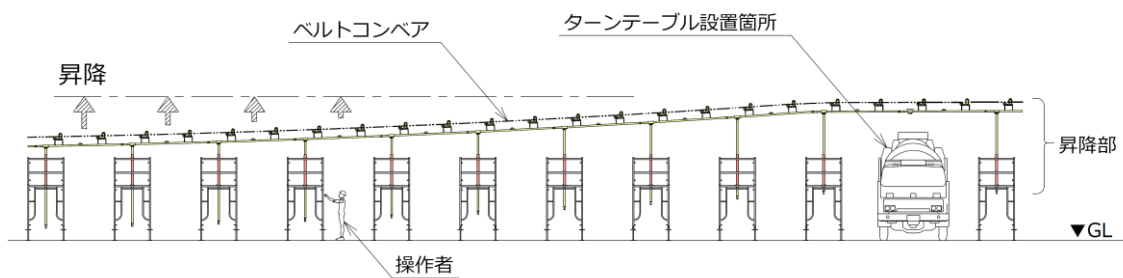 ベルトコンベア
ターンテーブル設置箇所
昇降
昇降部
▼GL
操作者